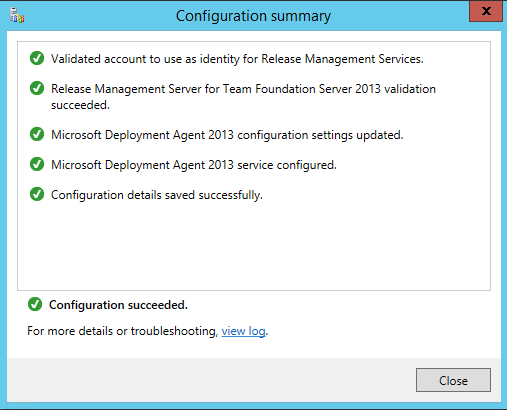 Configuration summary
Validated account to use as identity for Release Management Services.
Release Management Server for Team Foundation Server 2013 validation
succeeded.
Microsoft Deployment Agent 2013 configuration settings updated.
Microsoft Deployment Agent 2013 service configured.
Configuration details saved successfully.
Configuration succeeded.
For more details or troubleshooting, view log.
Close